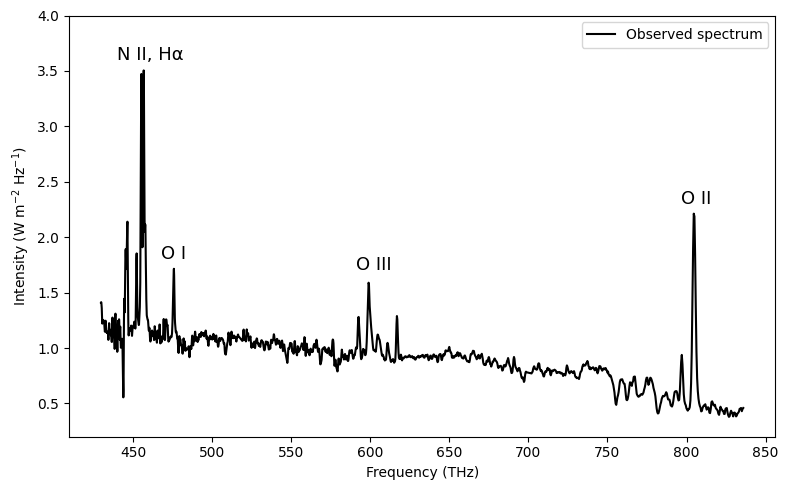 4.0
Observed spectrum
N II, Hα
3.5
3.0
2.5
O II
2.0
O I
O III
1.5
1.0
0.5
Intensity (W m⁻² Hz⁻¹)
450 500 550 600 650 700 750 800 850
Frequency (THz)